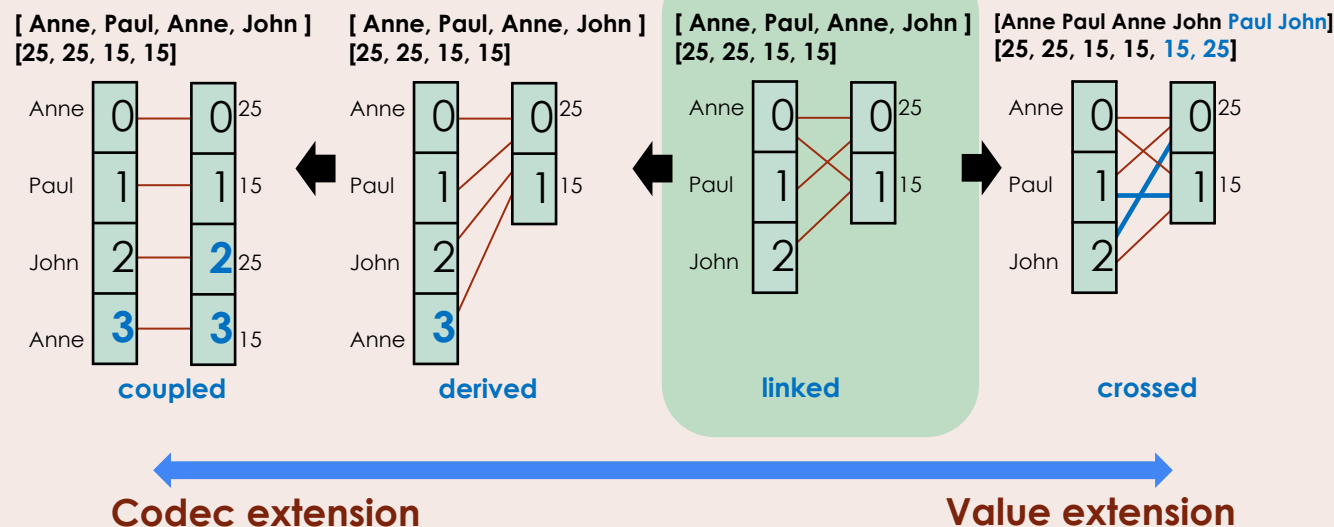 [ Anne, Paul, Anne, John ]
[25, 25, 15, 15]
Anne 0 0 25
Paul 1 1 15
John 2 2 25
Anne 3 3 15
coupled
[ Anne, Paul, Anne, John ]
[25, 25, 15, 15]
Anne 0 0 25
Paul 1 1 15
John 2
Anne 3
derived
[ Anne, Paul, Anne, John ]
[25, 25, 15, 15]
Anne 0 0 25
Paul 1 1 15
John 2
linked
[Anne Paul Anne John Paul John]
[25, 25, 15, 15, 15, 25]
Anne 0 0 25
Paul 1 1 15
John 2
crossed
Codec extension
Value extension